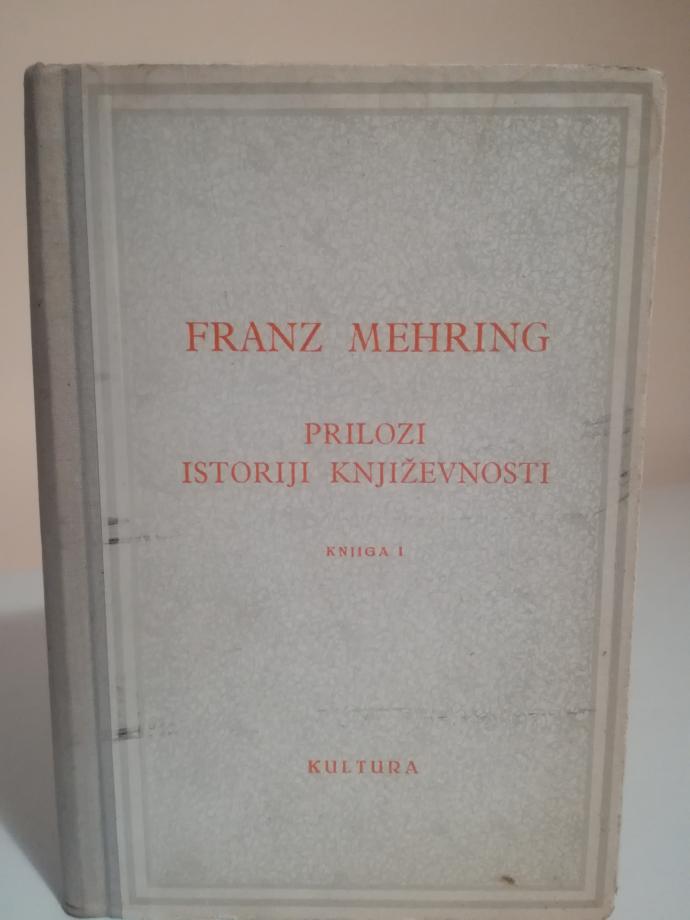 FRANZ MEHRING
PRILOZI
ISTORIJI KNJIŽEVNOSTI
KNJIGA I
KULTURA